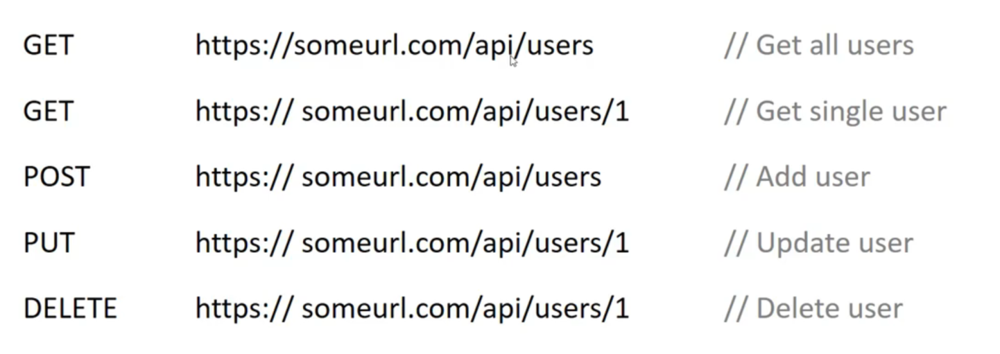 GET https://someurl.com/api/users // Get all users
GET https:// someurl.com/api/users/1 // Get single user
POST https:// someurl.com/api/users // Add user
PUT https:// someurl.com/api/users/1 // Update user
DELETE https:// someurl.com/api/users/1 // Delete user